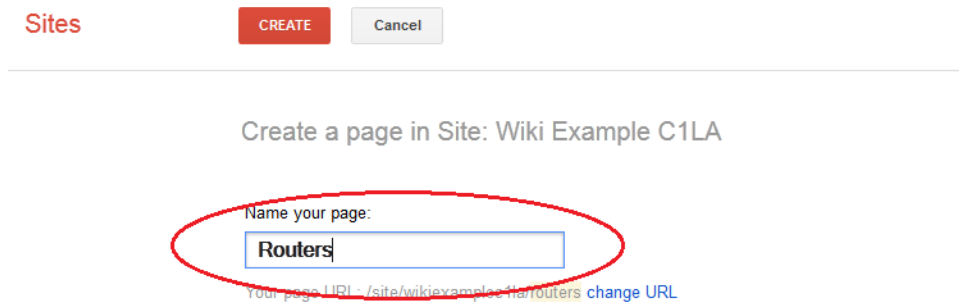 Sites CREATE Cancel
Create a page in Site: Wiki Example C1LA
Name your page:
Routers
Your page URL: /site/wikiexamplec1la/routers change URL